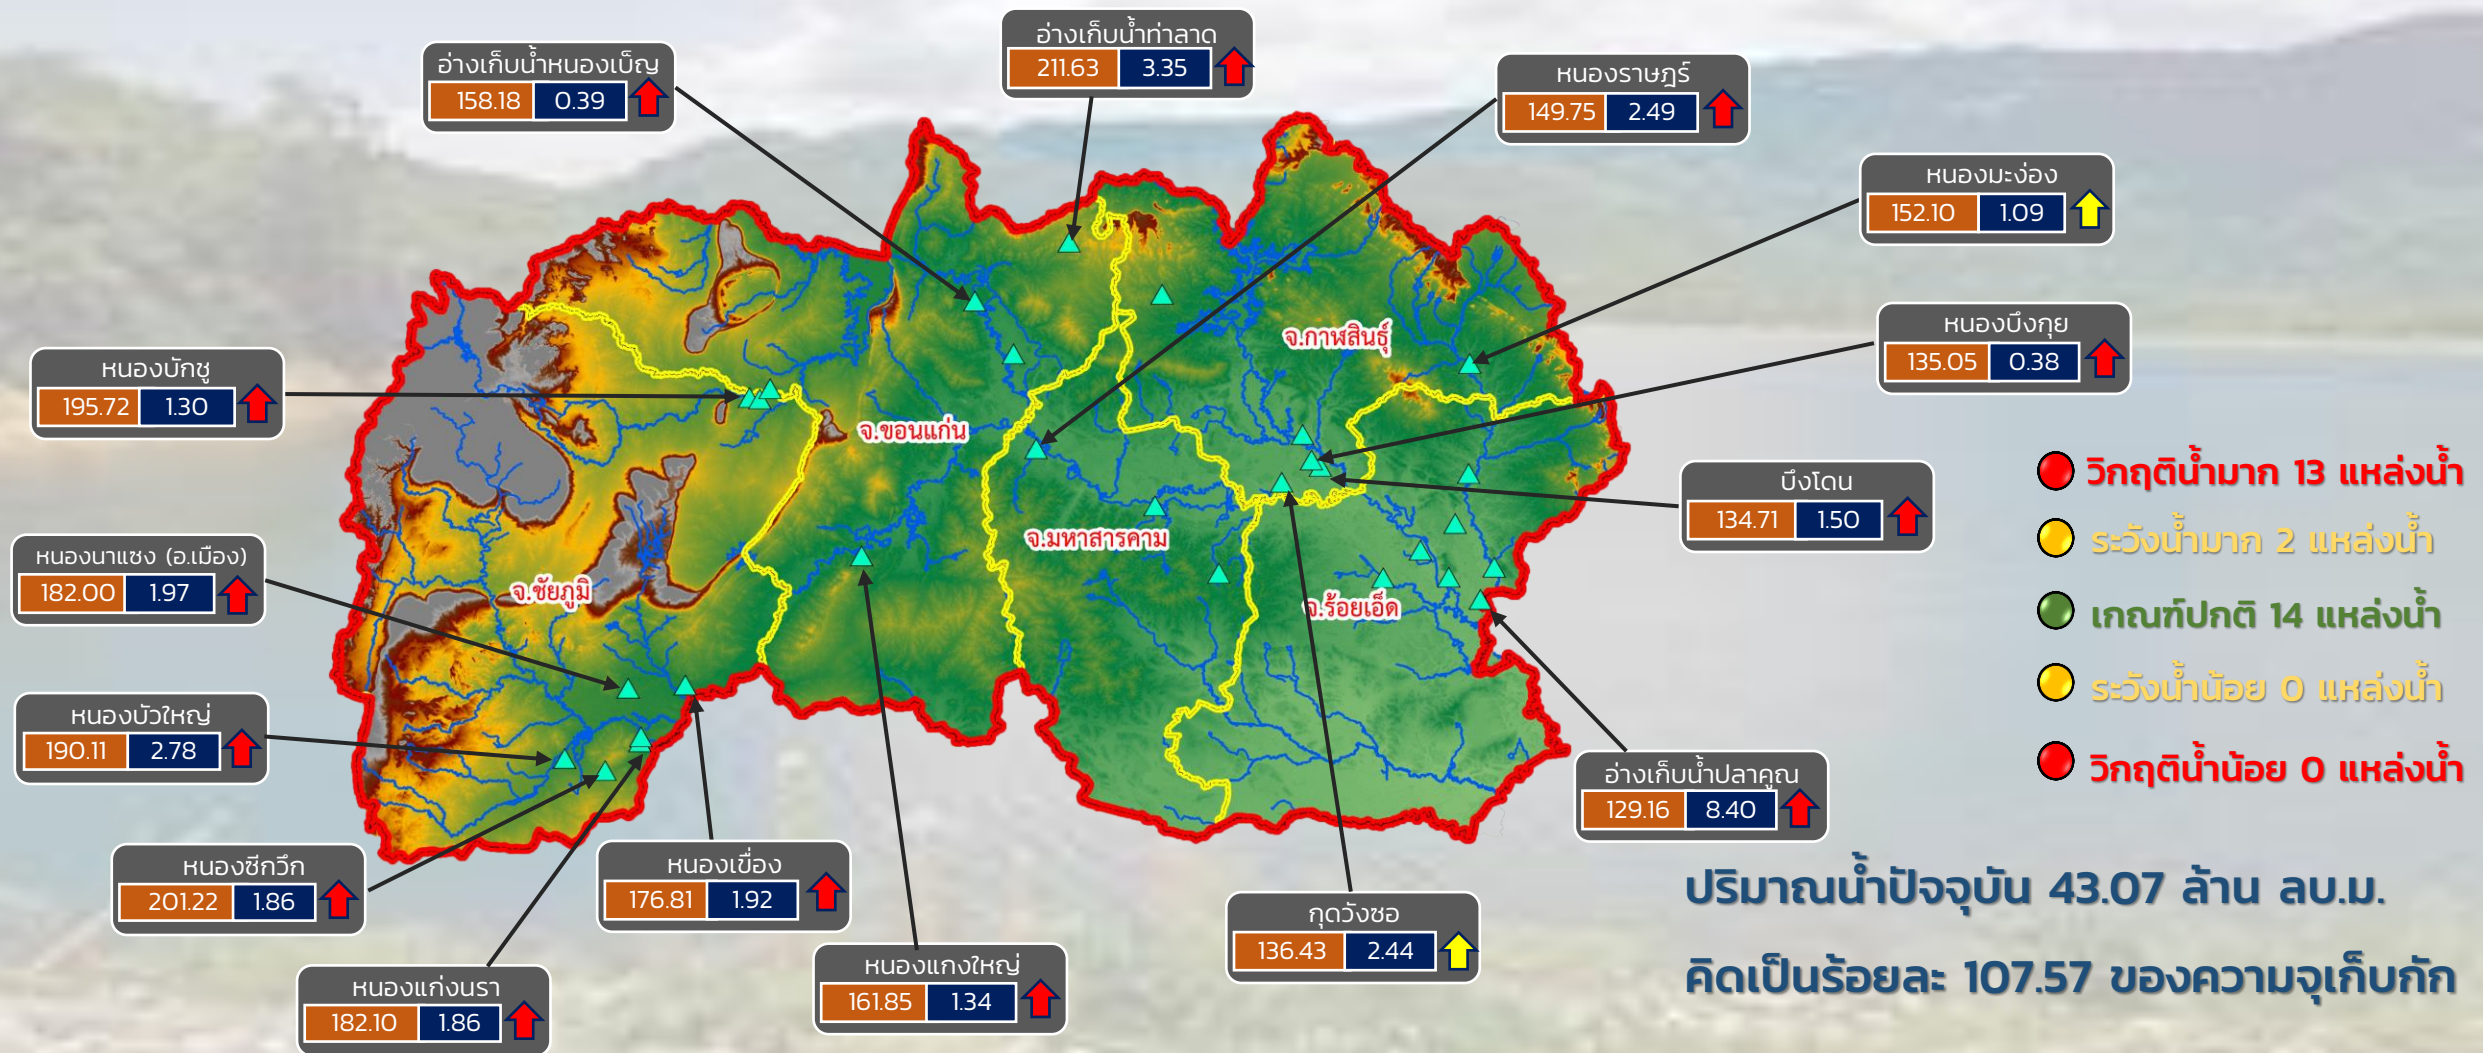 อ่างเก็บน้ำท่าลาด
211.63 3.35
อ่างเก็บน้ำหนองเบ็ญ
158.18 0.39
หนองราษฎร์
149.75 2.49
หนองมะง่อง
152.10 1.09
หนองบึงกุย
135.05 0.38
จ.กาฬสินธุ์
หนองบักซู
195.72 1.30
จ.ขอนแก่น
บึงโดน
134.71 1.50
จ.มหาสารคาม
หนองนาแซง (อ.เมือง)
182.00 1.97
จ.ชัยภูมิ
จ.ร้อยเอ็ด
หนองบัวใหญ่
190.11 2.78
อ่างเก็บน้ำปลาคูณ
129.16 8.40
หนองซีกวึก
201.22 1.86
หนองเขื่อง
176.81 1.92
กุดวังซอ
136.43 2.44
หนองแกงใหญ่
161.85 1.34
หนองแก่งนรา
182.10 1.86
วิกฤติน้ำมาก 13 แหล่งน้ำ
ระวังน้ำมาก 2 แหล่งน้ำ
เกณฑ์ปกติ 14 แหล่งน้ำ
ระวังน้ำน้อย 0 แหล่งน้ำ
วิกฤติน้ำน้อย 0 แหล่งน้ำ
ปริมาณน้ำปัจจุบัน 43.07 ล้าน ลบ.ม.
คิดเป็นร้อยละ 107.57 ของความจุเก็บกัก